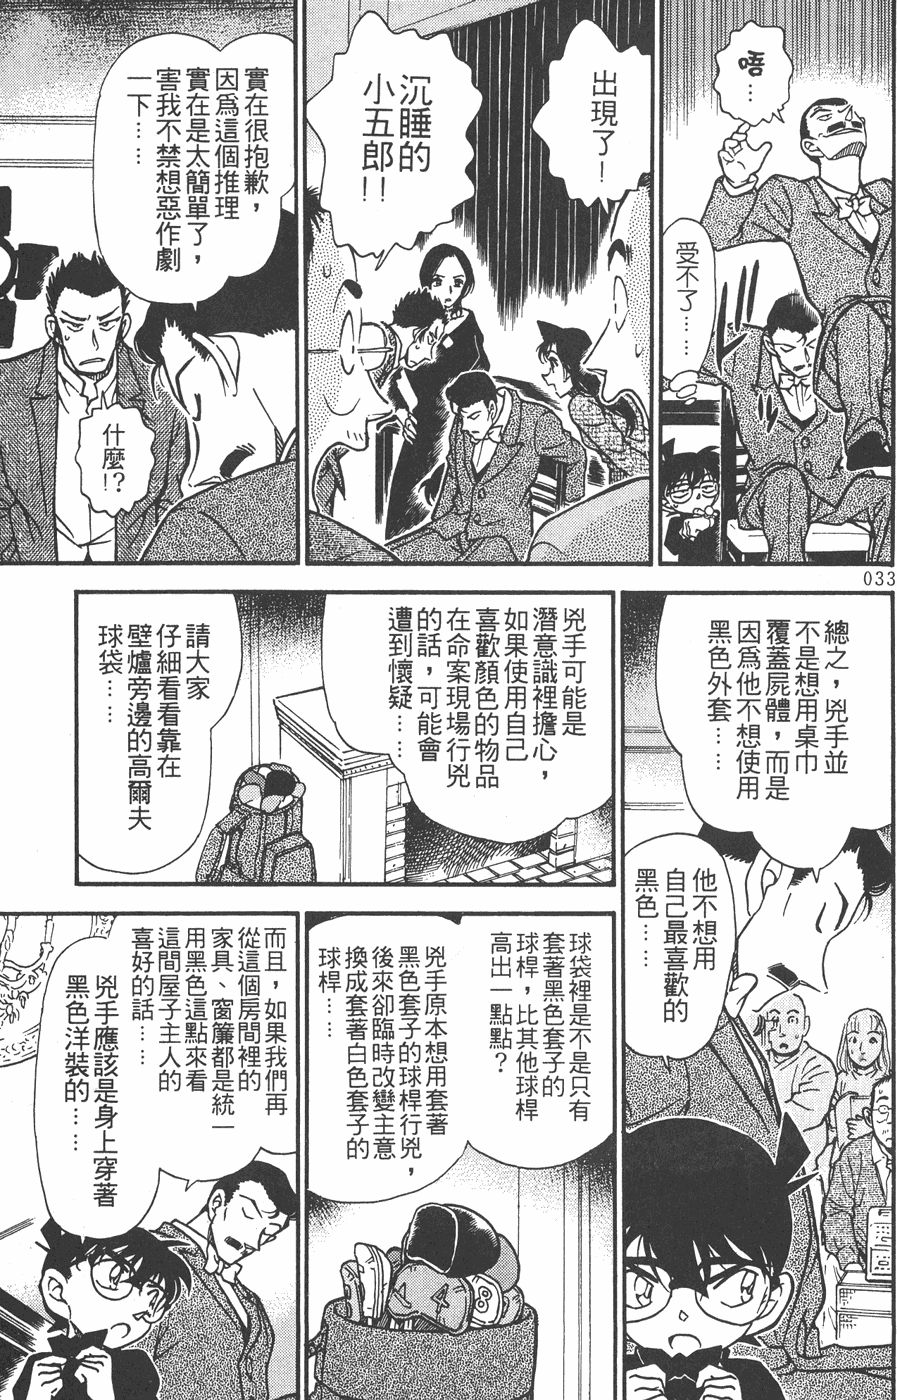 唔…
受不了……
出現了！
沉睡的
小五郎!!
實在很抱歉，
因為這個推理
實在是太簡單了，
害我不禁想惡作劇
一下……
什麼!?
033
總之，兇手並
不是想用桌巾
覆蓋屍體，而是
因為他不想使用
黑色外套……
他不想用
自己最喜歡的
黑色……
兇手可能是
潛意識裡擔心，
如果使用自己
喜歡顏色的物品
在命案現場行兇
的話，可能會
遭到懷疑……
請大家
仔細看看靠在
壁爐旁邊的高爾夫
球袋……
球袋裡是不是只有
套著黑色套子的
球桿，比其他球桿
高出一點點？
兇手原本想用套著
黑色套子的球桿行兇，
後來卻臨時改變主意
換成套著白色套子的
球桿……
而且，如果我們再
從這個房間裡的
家具、窗簾都是統一
用黑色這點來看
這間屋子主人的
喜好的話……
兇手應該是身上穿著
黑色洋裝的……
4
4
8